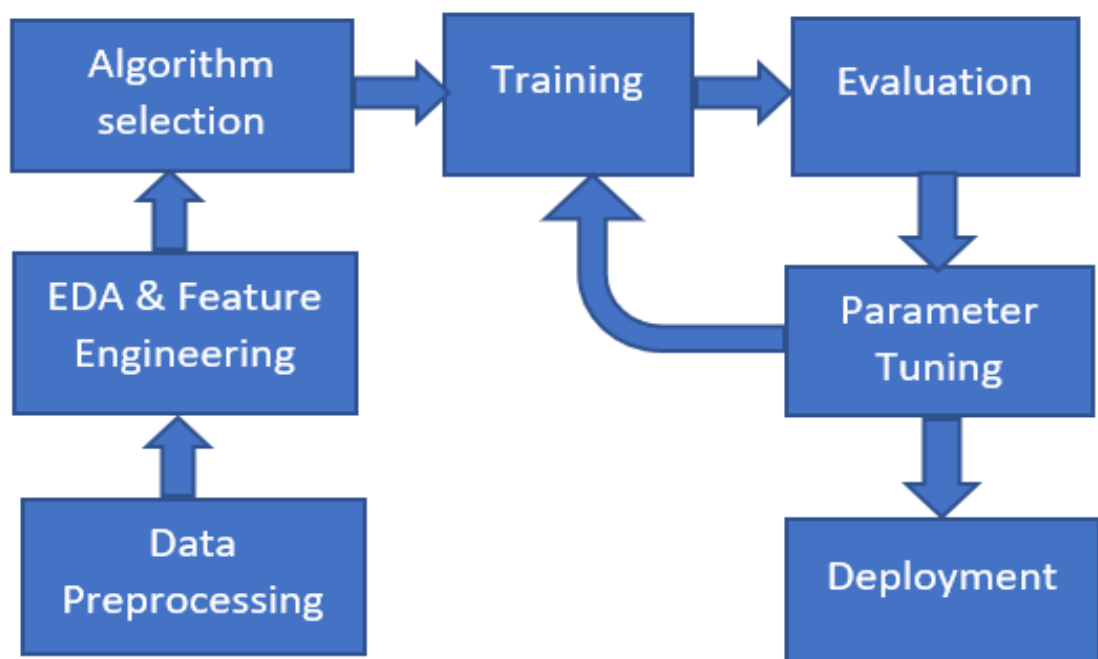 Algorithm
selection
Training
Evaluation
EDA & Feature
Engineering
Parameter
Tuning
Data
Preprocessing
Deployment